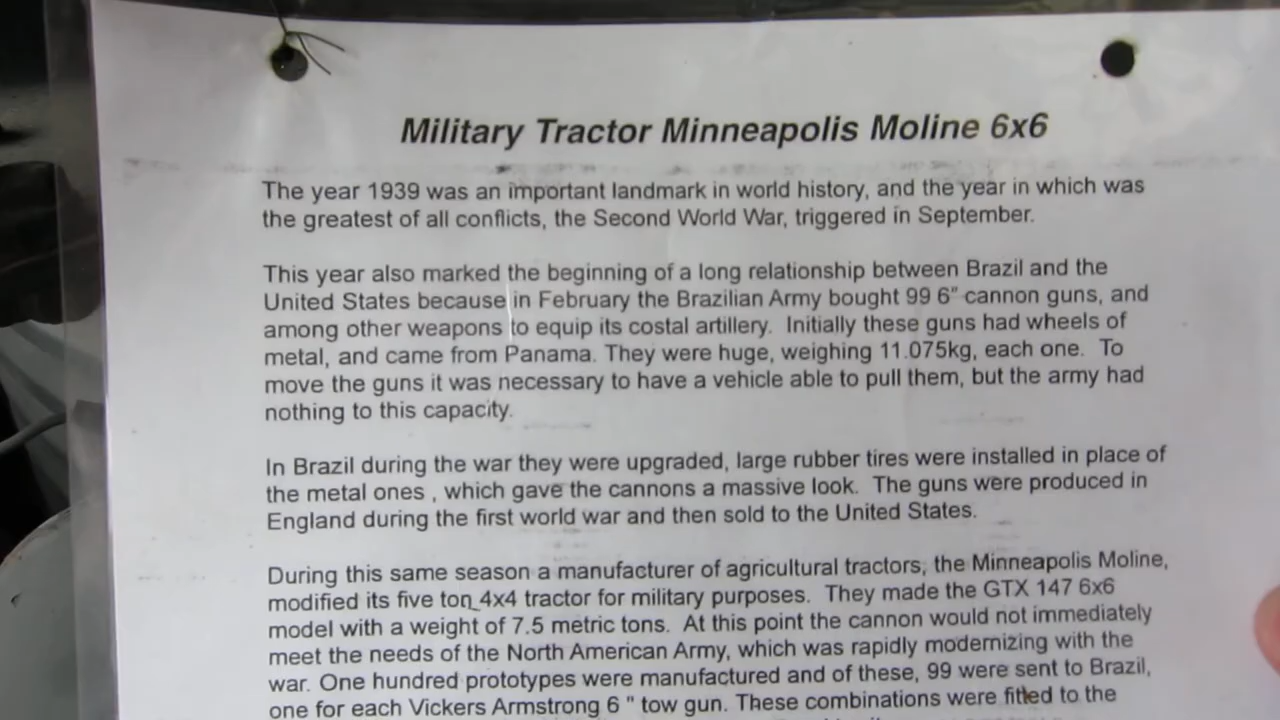 Military Tractor Minneapolis Moline 6x6
The year 1939 was an important landmark in world history, and the year in which was
the greatest of all conflicts, the Second World War, triggered in September.
This year also marked the beginning of a long relationship between Brazil and the
United States because in February the Brazilian Army bought 99 6" cannon guns, and
among other weapons to equip its costal artillery. Initially these guns had wheels of
metal, and came from Panama. They were huge, weighing 11.075kg, each one. To
move the guns it was necessary to have a vehicle able to pull them, but the army had
nothing to this capacity.
In Brazil during the war they were upgraded, large rubber tires were installed in place of
the metal ones , which gave the cannons a massive look. The guns were produced in
England during the first world war and then sold to the United States.
During this same season a manufacturer of agricultural tractors, the Minneapolis Moline,
modified its five ton 4x4 tractor for military purposes. They made the GTX 147 6x6
model with a weight of 7.5 metric tons. At this point the cannon would not immediately
meet the needs of the North American Army, which was rapidly modernizing with the
war. One hundred prototypes were manufactured and of these, 99 were sent to Brazil,
one for each Vickers Armstrong 6 " tow gun. These combinations were fitted to the